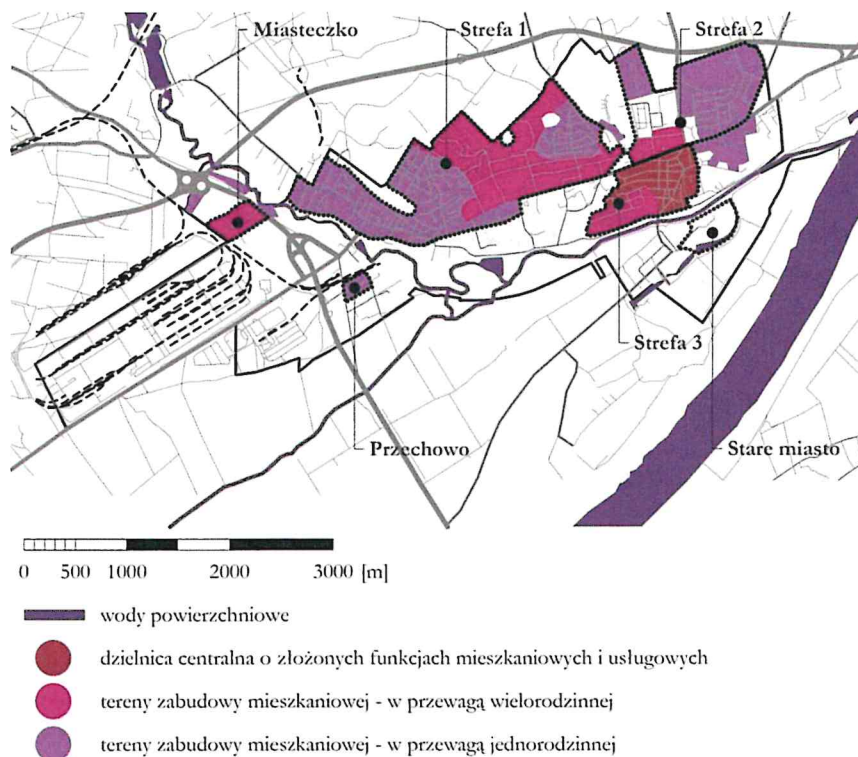 Miasteczko
Strefa 1
Strefa 2
Strefa 3
Przechowo
Stare miasto
0 500 1000 2000 3000 [m]
wody powierzchniowe
dzielnica centralna o złożonych funkcjach mieszkaniowych i usługowych
tereny zabudowy mieszkaniowej - w przewagą wielorodzinnej
tereny zabudowy mieszkaniowej - w przewagą jednorodzinnej